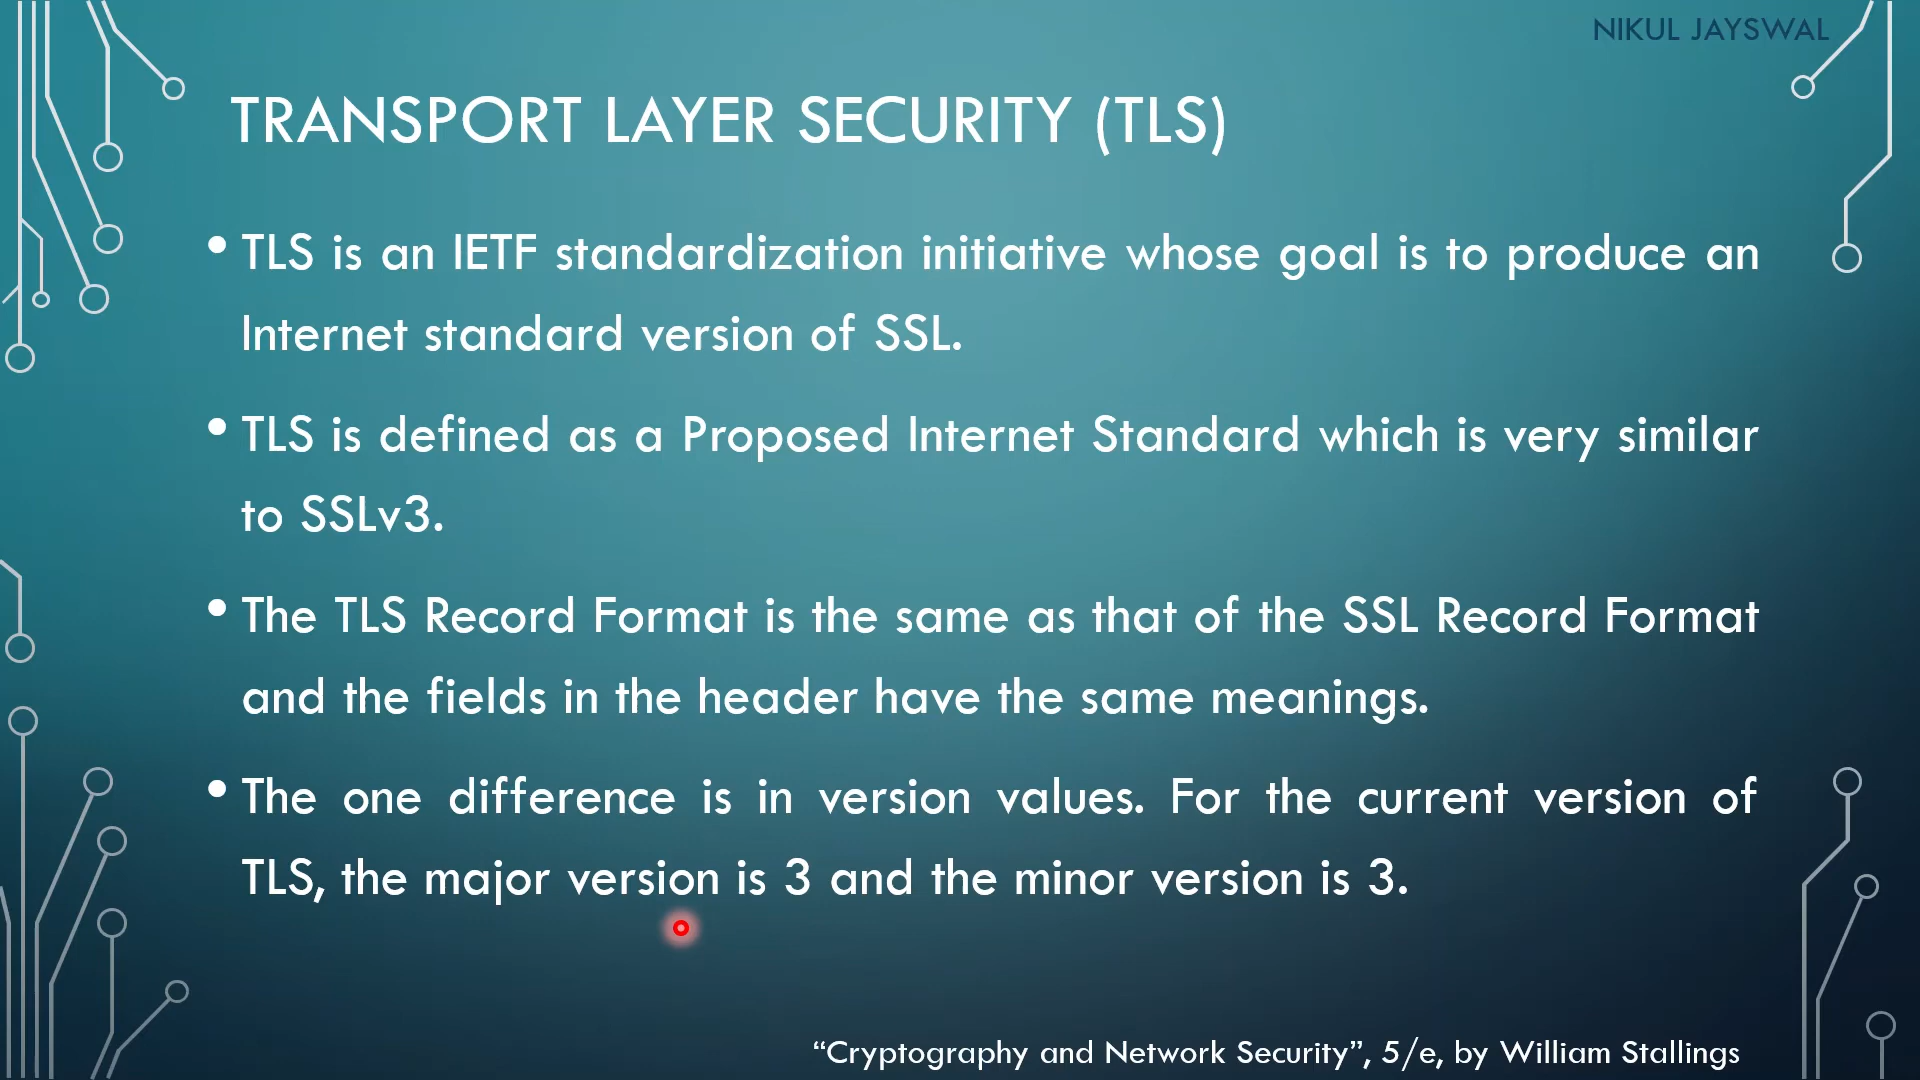 NIKUL JAYSWAL
TRANSPORT LAYER SECURITY (TLS)
• TLS is an IETF standardization initiative whose goal is to produce an
Internet standard version of SSL.
• TLS is defined as a Proposed Internet Standard which is very similar
to SSLv3.
• The TLS Record Format is the same as that of the SSL Record Format
and the fields in the header have the same meanings.
• The one difference is in version values. For the current version of
TLS, the major version is 3 and the minor version is 3.
“Cryptography and Network Security”, 5/e, by William Stallings